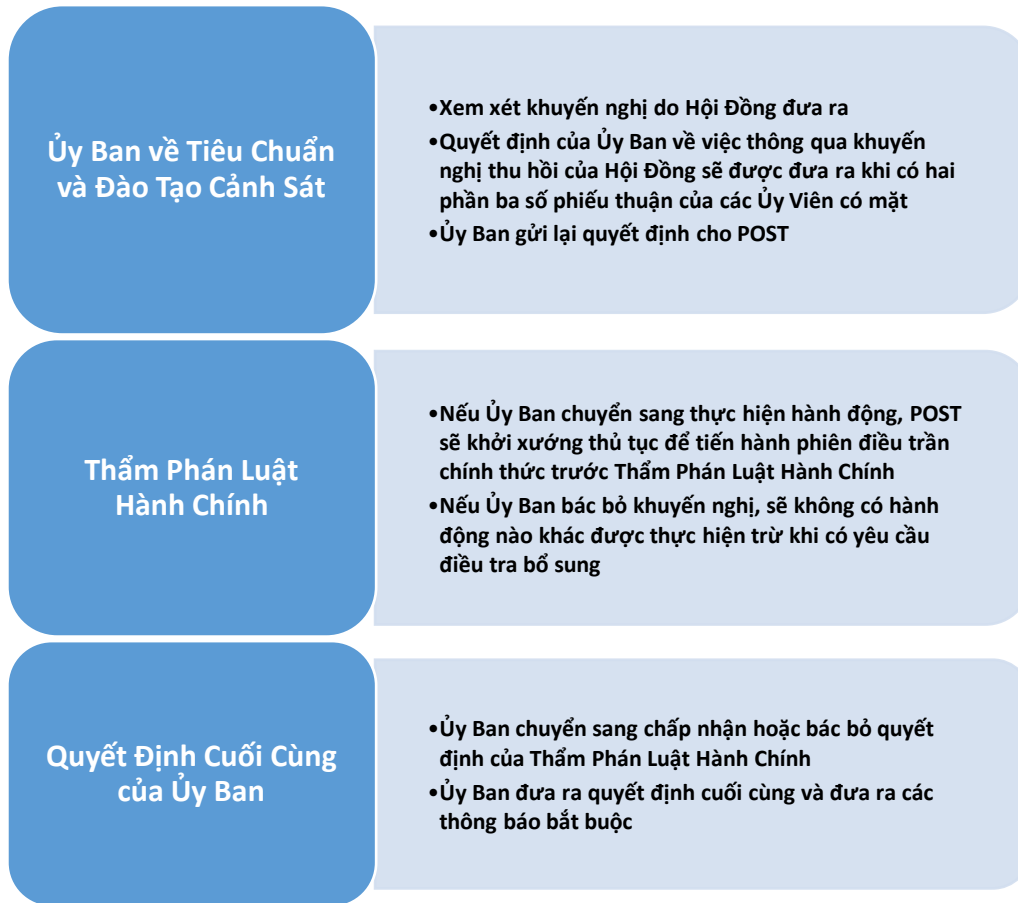 Ủy Ban về Tiêu Chuẩn
và Đào Tạo Cảnh Sát
•Xem xét khuyến nghị do Hội Đồng đưa ra
•Quyết định của Ủy Ban về việc thông qua khuyến
nghị thu hồi của Hội Đồng sẽ được đưa ra khi có hai
phần ba số phiếu thuận của các Ủy Viên có mặt
•Ủy Ban gửi lại quyết định cho POST
Thẩm Phán Luật
Hành Chính
•Nếu Ủy Ban chuyển sang thực hiện hành động, POST
sẽ khởi xướng thủ tục để tiến hành phiên điều trần
chính thức trước Thẩm Phán Luật Hành Chính
•Nếu Ủy Ban bác bỏ khuyến nghị, sẽ không có hành
động nào khác được thực hiện trừ khi có yêu cầu
điều tra bổ sung
Quyết Định Cuối Cùng
của Ủy Ban
•Ủy Ban chuyển sang chấp nhận hoặc bác bỏ quyết
định của Thẩm Phán Luật Hành Chính
•Ủy Ban đưa ra quyết định cuối cùng và đưa ra các
thông báo bắt buộc